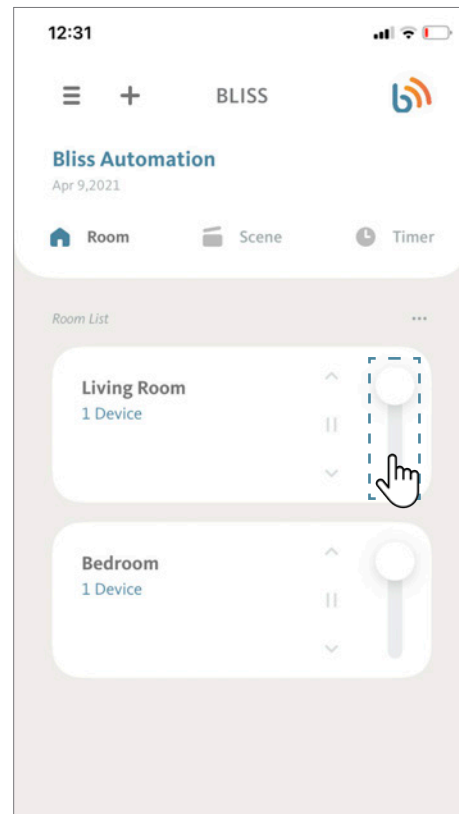 12:31
BLISS
Bliss Automation
Apr 9,2021
Room Scene Timer
Room List
Living Room
1 Device
Bedroom
1 Device